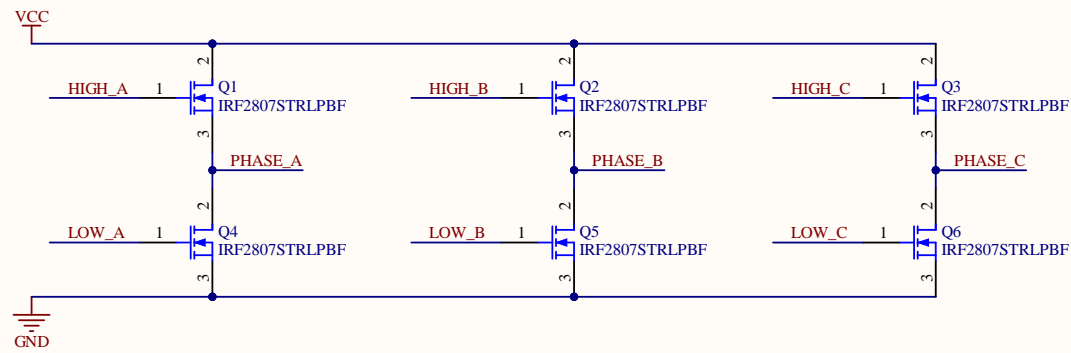 VCC
2 2 2
HIGH_A 1 Q1 HIGH_B 1 Q2 HIGH_C 1 Q3
IRF2807STRLPBF IRF2807STRLPBF IRF2807STRLPBF
3 3 3
PHASE_A PHASE_B PHASE_C
2 2 2
LOW_A 1 Q4 LOW_B 1 Q5 LOW_C 1 Q6
IRF2807STRLPBF IRF2807STRLPBF IRF2807STRLPBF
3 3 3
GND